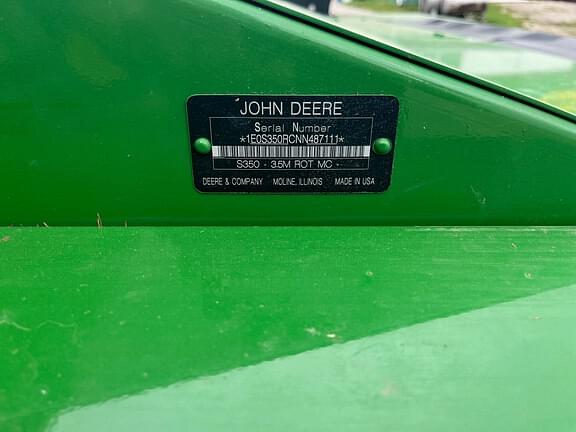 JOHN DEERE
Serial Number
*1E0S350RCNN487111*
S350 - 3.5M ROT MC -
DEERE & COMPANY MOLINE, ILLINOIS MADE IN USA